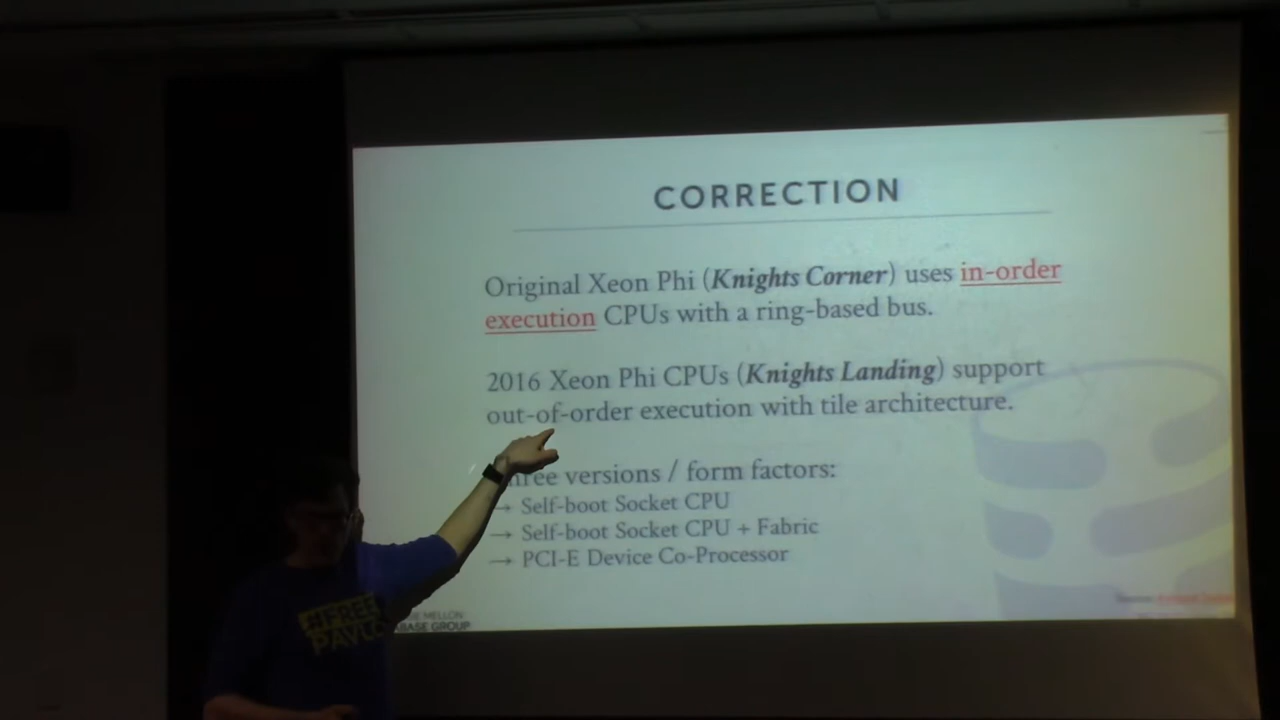 CORRECTION
Original Xeon Phi (Knights Corner) uses in-order
execution CPUs with a ring-based bus.
2016 Xeon Phi CPUs (Knights Landing) support
out-of-order execution with tile architecture.
hree versions / form factors:
→ Self-boot Socket CPU
→ Self-boot Socket CPU + Fabric
→ PCI-E Device Co-Processor
#FREE
PAVLO
MELLON
ABASE GROUP